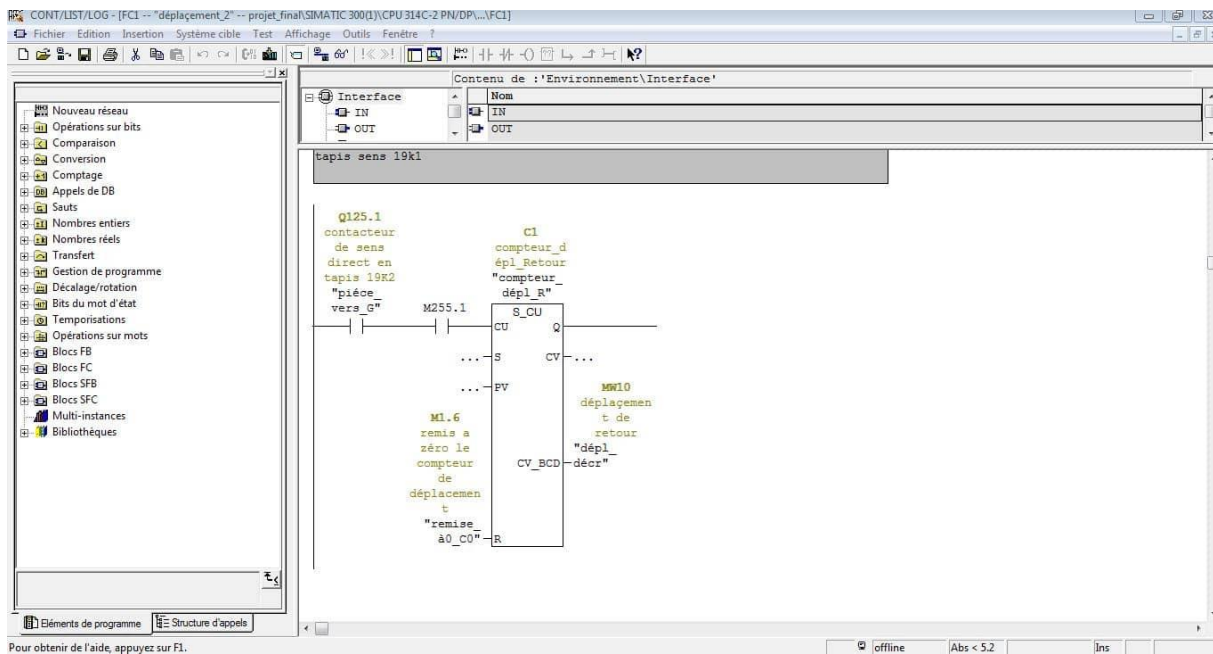 CONT/LIST/LOG - [FC1 -- "déplaçement_2" -- projet_final\SIMATIC 300(1)\CPU 314C-2 PN/DP\...\FC1]
Fichier Edition Insertion Système cible Test Affichage Outils Fenêtre ?
Contenu de :'Environnement\Interface'
Interface
IN
OUT
Nom
IN
OUT
Nouveau réseau
Opérations sur bits
Comparaison
Conversion
Comptage
Appels de DB
Sauts
Nombres entiers
Nombres réels
Transfert
Gestion de programme
Décalage/rotation
Bits du mot d'état
Temporisations
Opérations sur mots
Blocs FB
Blocs FC
Blocs SFB
Blocs SFC
Multi-instances
Bibliothèques
Eléments de programme
Structure d'appels
tapis sens 19k1
Q125.1
contacteur
de sens
direct en
tapis 19K2
"piéce_
vers_G"
M255.1
C1
compteur_d
épl_Retour
"compteur_
dépl_R"
S_CU
CU Q
... S CV ...
... PV
MW10
déplaçemen
t de
retour
"dépl_
CV_BCD décr"
M1.6
remis a
zéro le
compteur
de
déplacemen
t
"remise_
à0_C0" R
Pour obtenir de l'aide, appuyez sur F1.
offline
Abs < 5.2
Ins